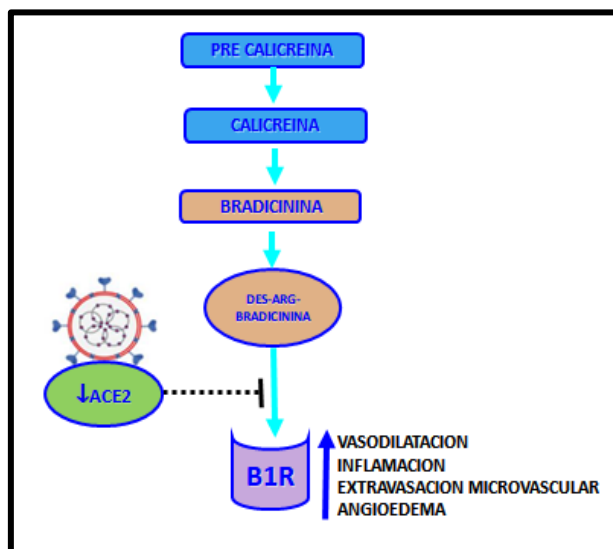 PRE CALICREINA
CALICREINA
BRADICININA
DES-ARG-
BRADICININA
↓ACE2
B1R
VASODILATACION
INFLAMACION
EXTRAVASACION MICROVASCULAR
ANGIOEDEMA